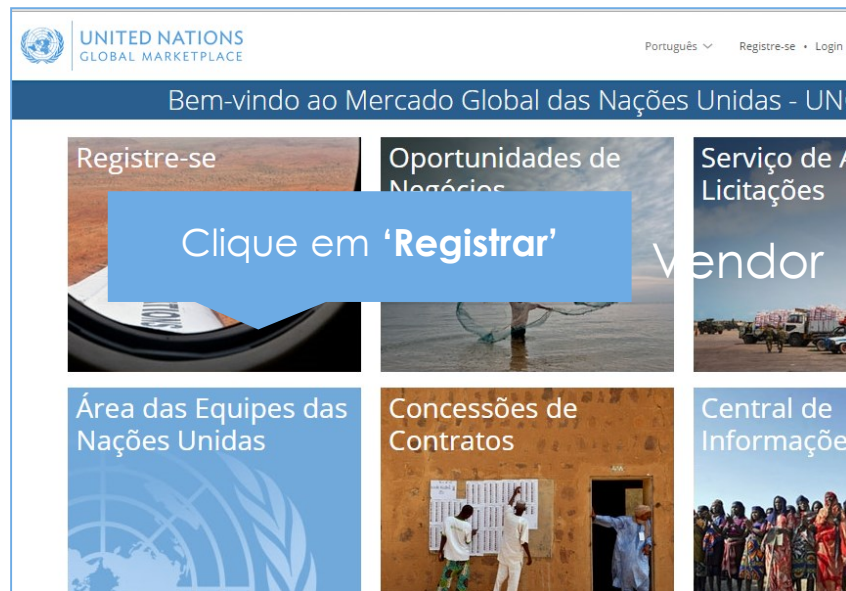 UNITED NATIONS
GLOBAL MARKETPLACE
Português
Registre-se • Login
Bem-vindo ao Mercado Global das Nações Unidas - UN
Registre-se
Oportunidades de
Negócios
Serviço de A
Licitações
Clique em ‘Registrar’
Vendor
Área das Equipes das
Nações Unidas
Concessões de
Contratos
Central de
Informaçõe